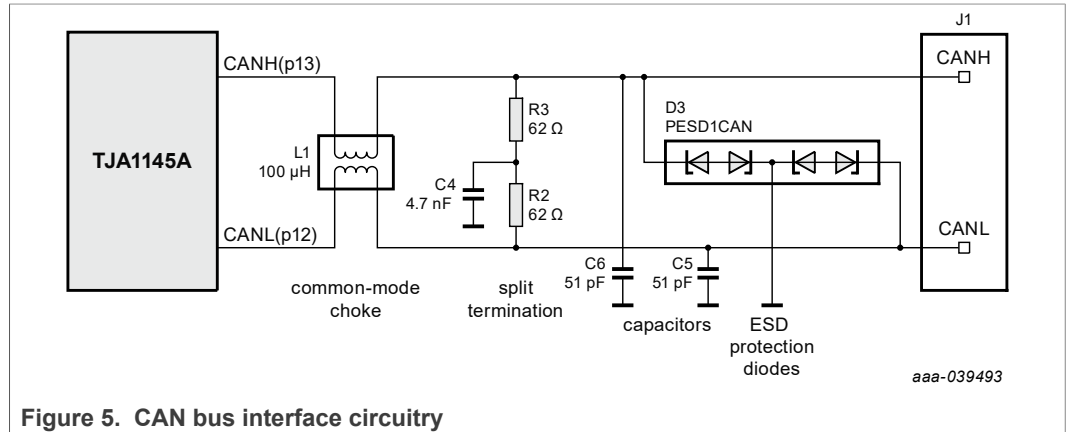 J1
CANH(p13)
CANH
TJA1145A
L1
100 μH
R3
62 Ω
C4
4.7 nF
R2
62 Ω
D3
PESD1CAN
CANL(p12)
CANL
C6
51 pF
C5
51 pF
common-mode
choke
split
termination
capacitors
ESD
protection
diodes
aaa-039493
Figure 5. CAN bus interface circuitry